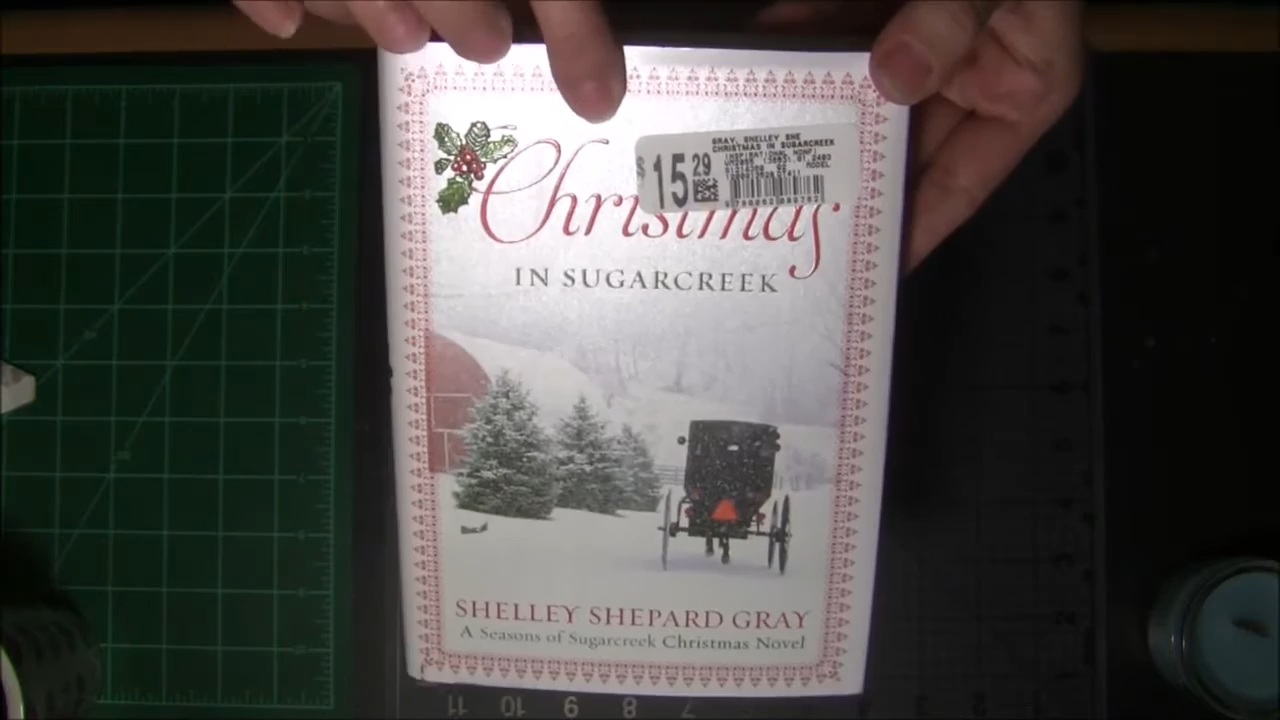 GRAY, SHELLEY SHE
CHRISTMAS IN SUGARCREEK
$15 29
MODEL
Christmas
IN SUGARCREEK
SHELLEY SHEPARD GRAY
A Seasons of Sugarcreek Christmas Novel
11 10 9 8 7